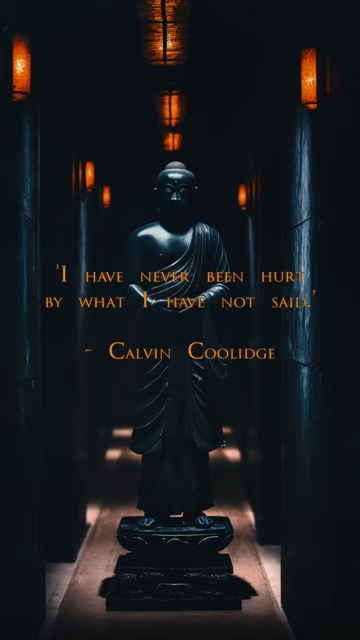 'I HAVE NEVER BEEN HURT
BY WHAT I HAVE NOT SAID.'
- CALVIN COOLIDGE